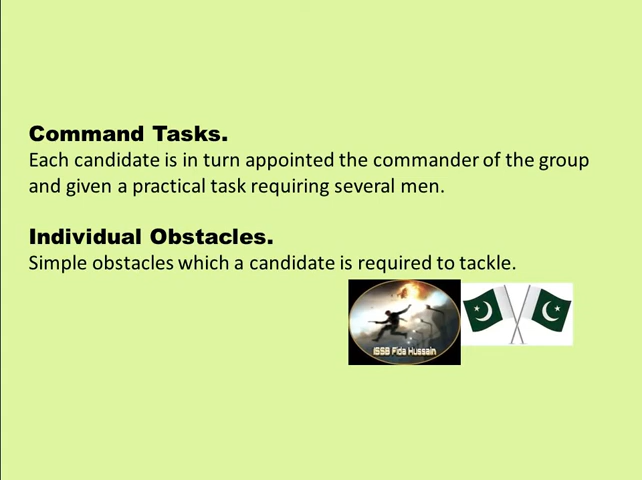 Command Tasks.
Each candidate is in turn appointed the commander of the group
and given a practical task requiring several men.
Individual Obstacles.
Simple obstacles which a candidate is required to tackle.
ISSB Fida Hussain